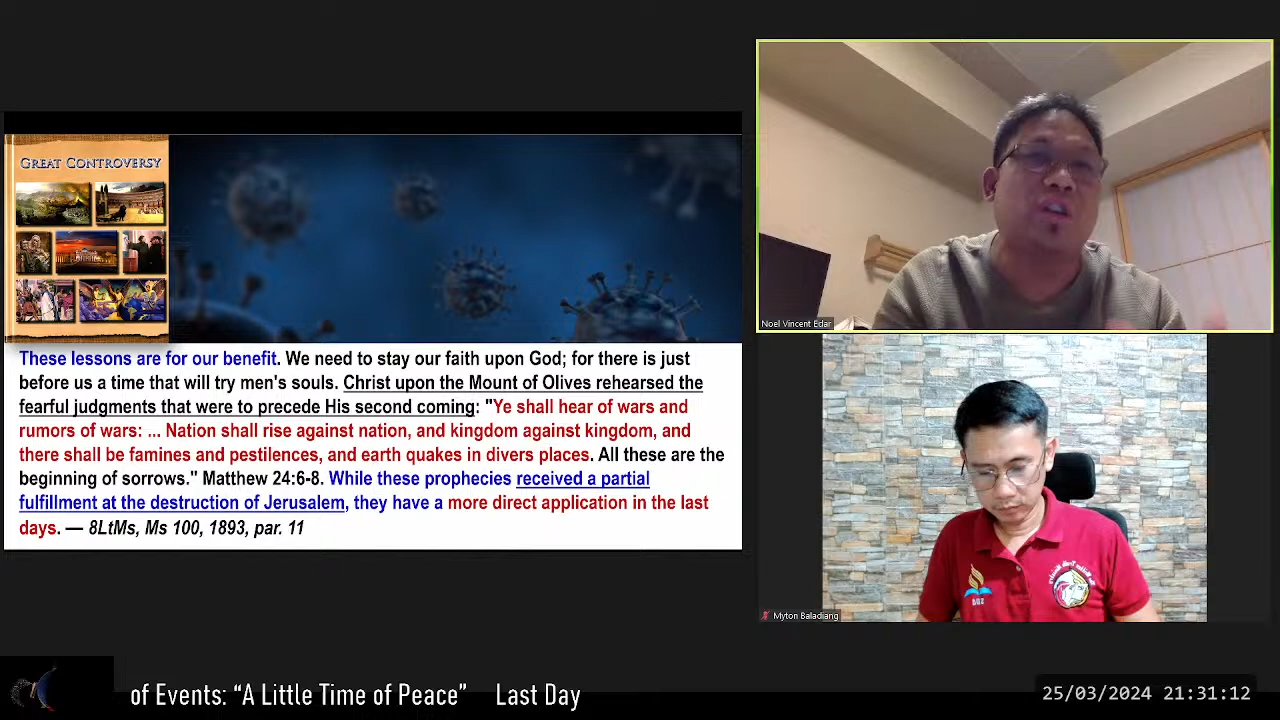 GREAT CONTROVERSY
These lessons are for our benefit. We need to stay our faith upon God; for there is just
before us a time that will try men's souls. Christ upon the Mount of Olives rehearsed the
fearful judgments that were to precede His second coming: "Ye shall hear of wars and
rumors of wars: ... Nation shall rise against nation, and kingdom against kingdom, and
there shall be famines and pestilences, and earth quakes in divers places. All these are the
beginning of sorrows." Matthew 24:6-8. While these prophecies received a partial
fulfillment at the destruction of Jerusalem, they have a more direct application in the last
days. — 8LtMs, Ms 100, 1893, par. 11
Noel Vincent Edar
Myton Baladiang
of Events: “A Little Time of Peace” Last Day
25/03/2024 21:31:12